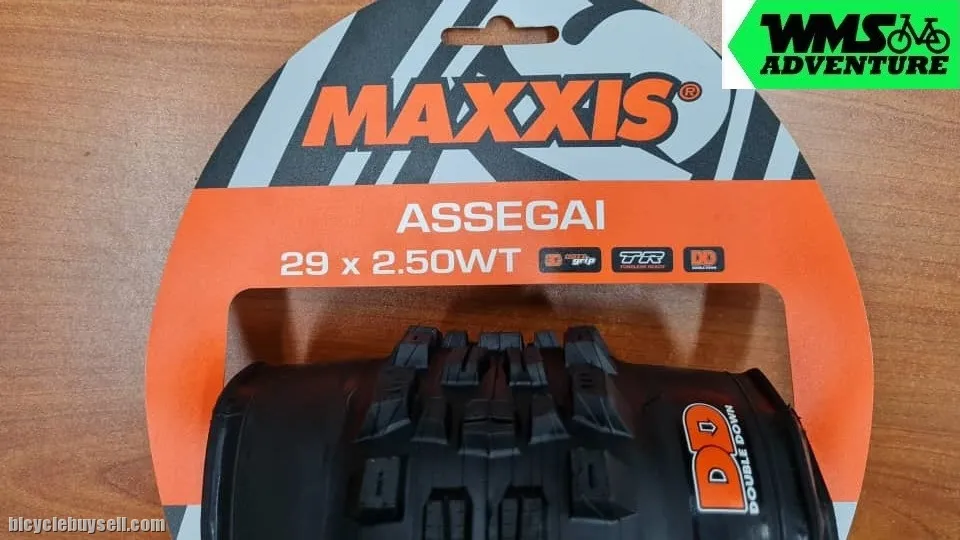 WMS
ADVENTURE
MAXXIS®
ASSEGAI
29 x 2.50WT
3C MAXX grip
TR
TUBELESS READY
DD
DOUBLE DOWN
DD
DOUBLE DOWN
bicyclebuysell.com